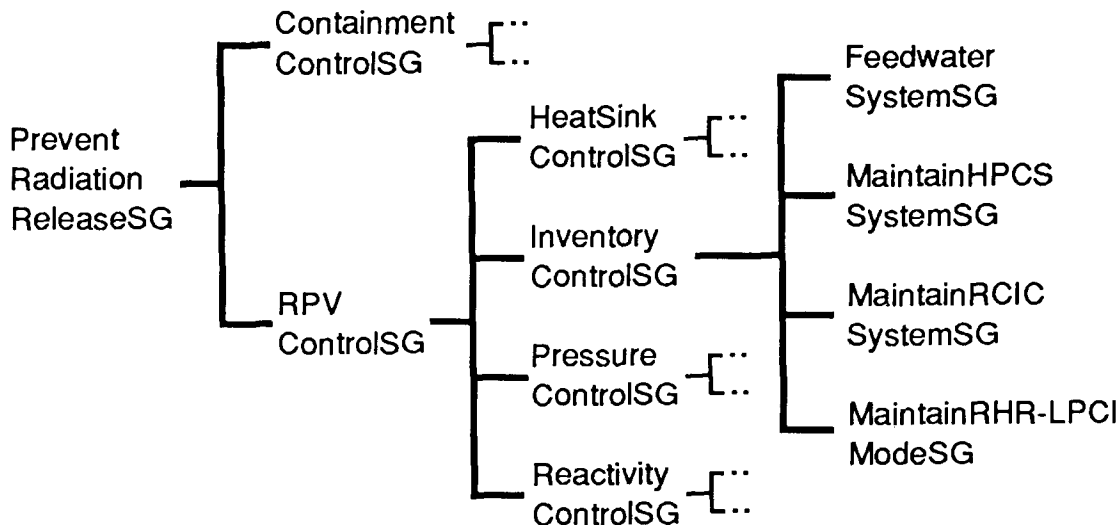 Prevent
Radiation
ReleaseSG
Containment
ControlSG
RPV
ControlSG
HeatSink
ControlSG
Inventory
ControlSG
Pressure
ControlSG
Reactivity
ControlSG
Feedwater
SystemSG
MaintainHPCS
SystemSG
MaintainRCIC
SystemSG
MaintainRHR-LPCI
ModeSG